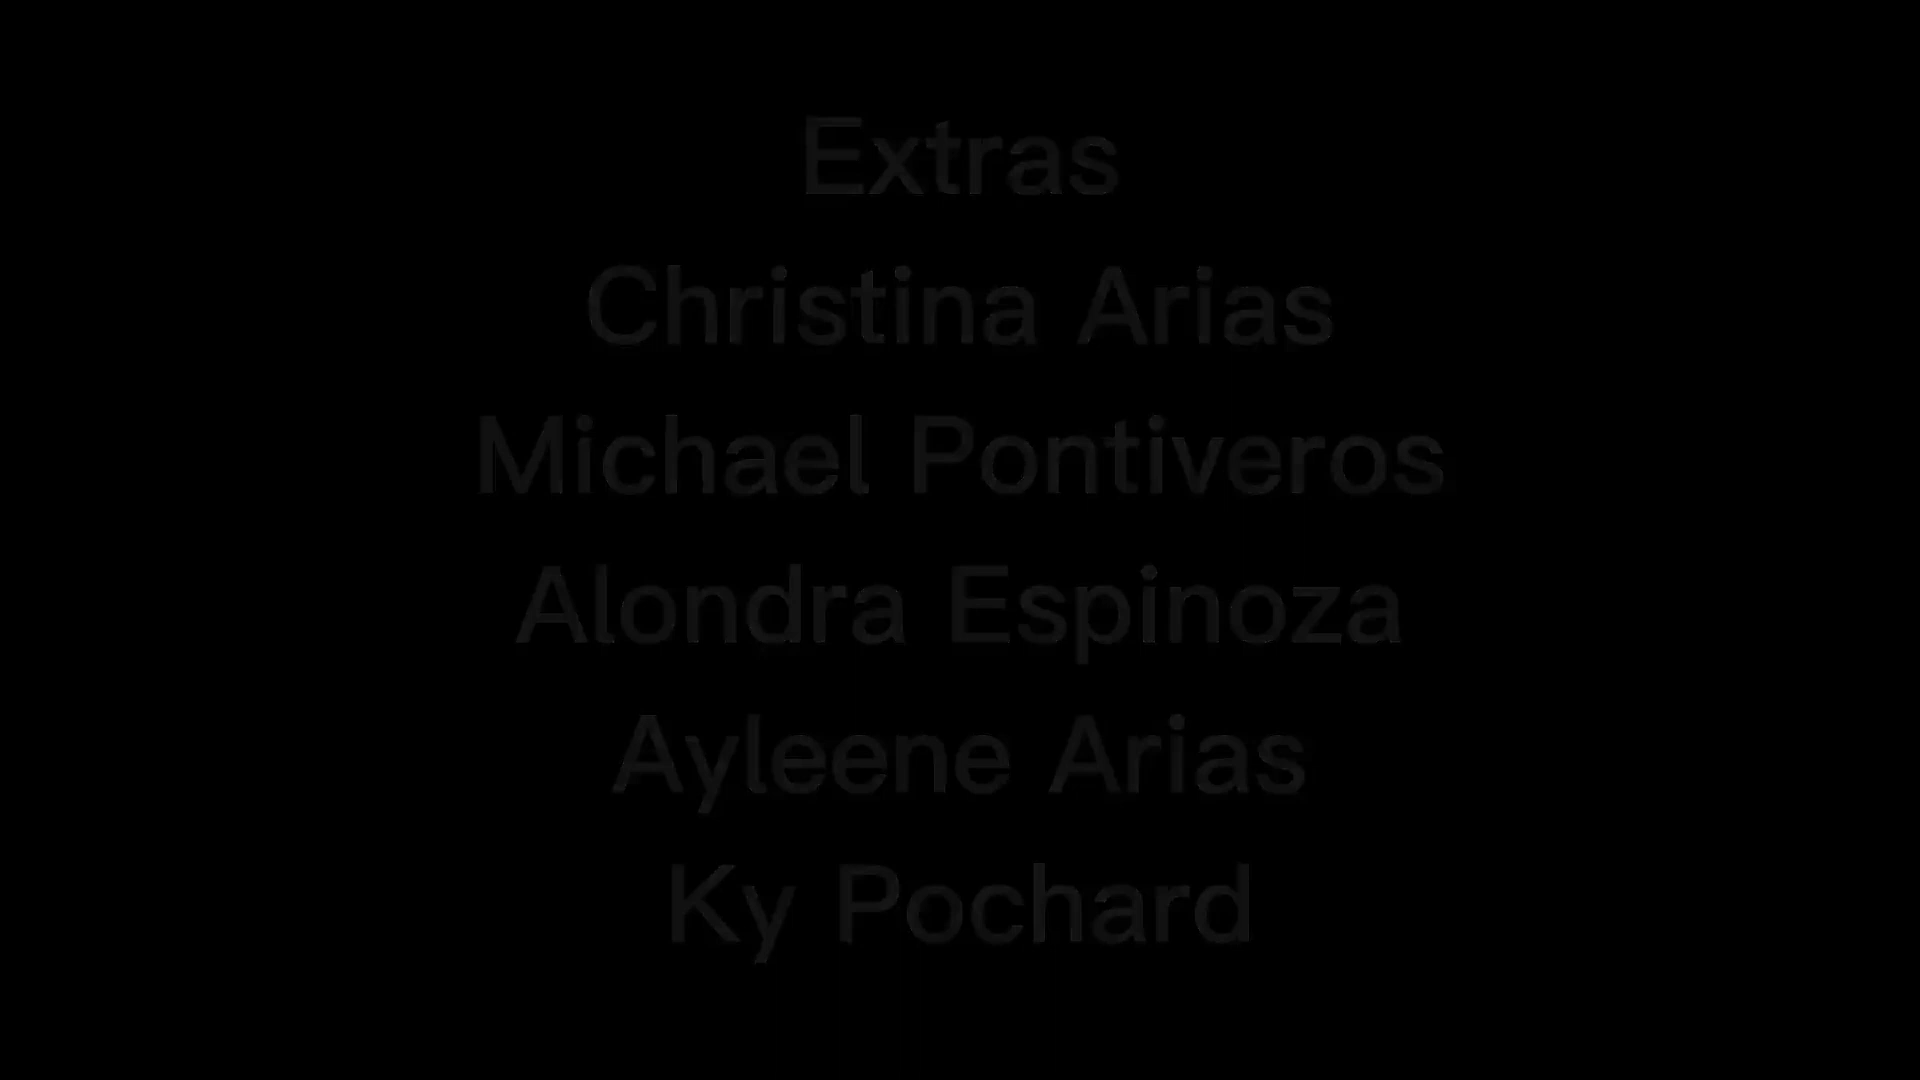 Extras
Christina Arias
Michael Pontiveros
Alondra Espinoza
Ayleene Arias
Ky Pochard